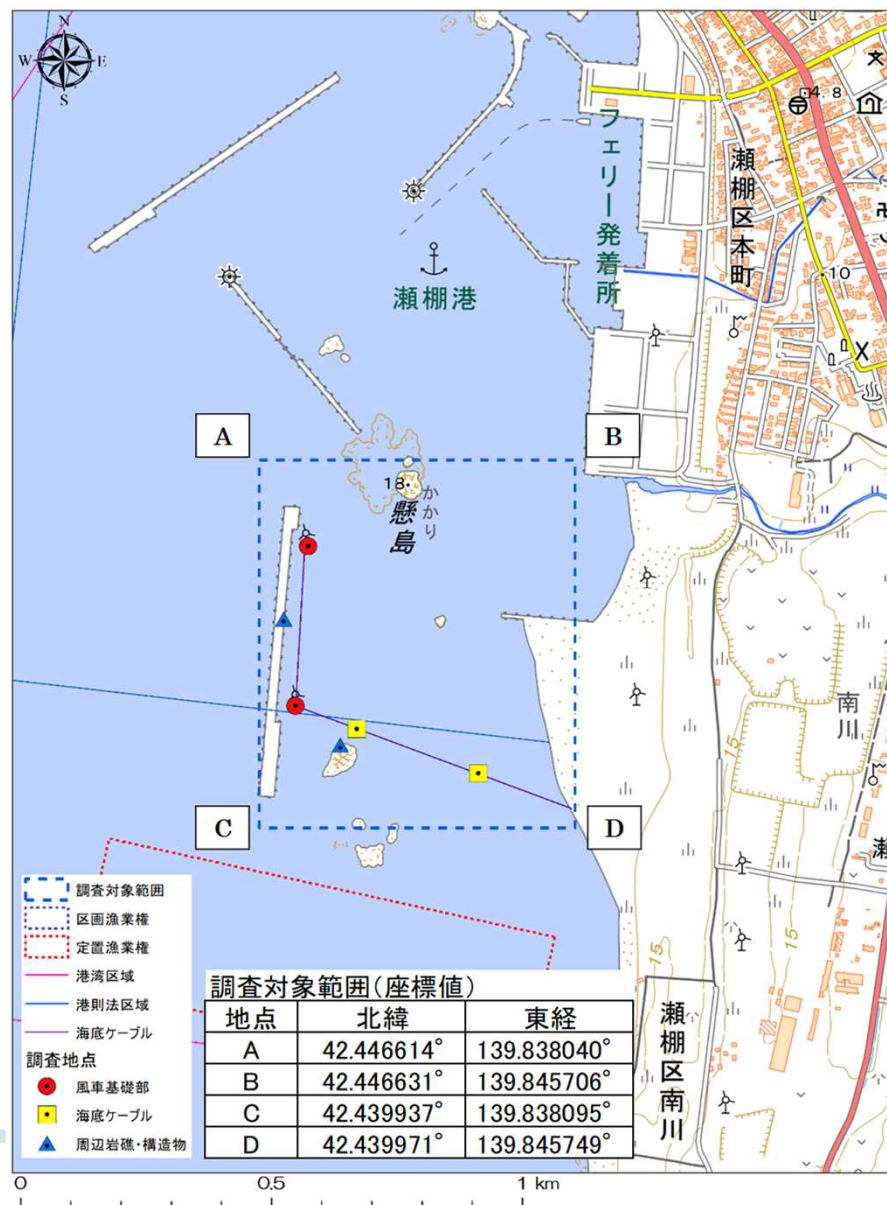 N
W E
S
4.8
フェリー発着所
瀬棚区本町
瀬棚港
10
A
B
18
かかり
懸島
南川
15
C
D
瀬
15
15
瀬棚区南川
調査対象範囲
区画漁業権
定置漁業権
港湾区域
港則法区域
海底ケーブル
調査地点
風車基礎部
海底ケーブル
周辺岩礁・構造物
調査対象範囲(座標値)
地点 北緯 東経
A 42.446614° 139.838040°
B 42.446631° 139.845706°
C 42.439937° 139.838095°
D 42.439971° 139.845749°
0 0.5 1 km